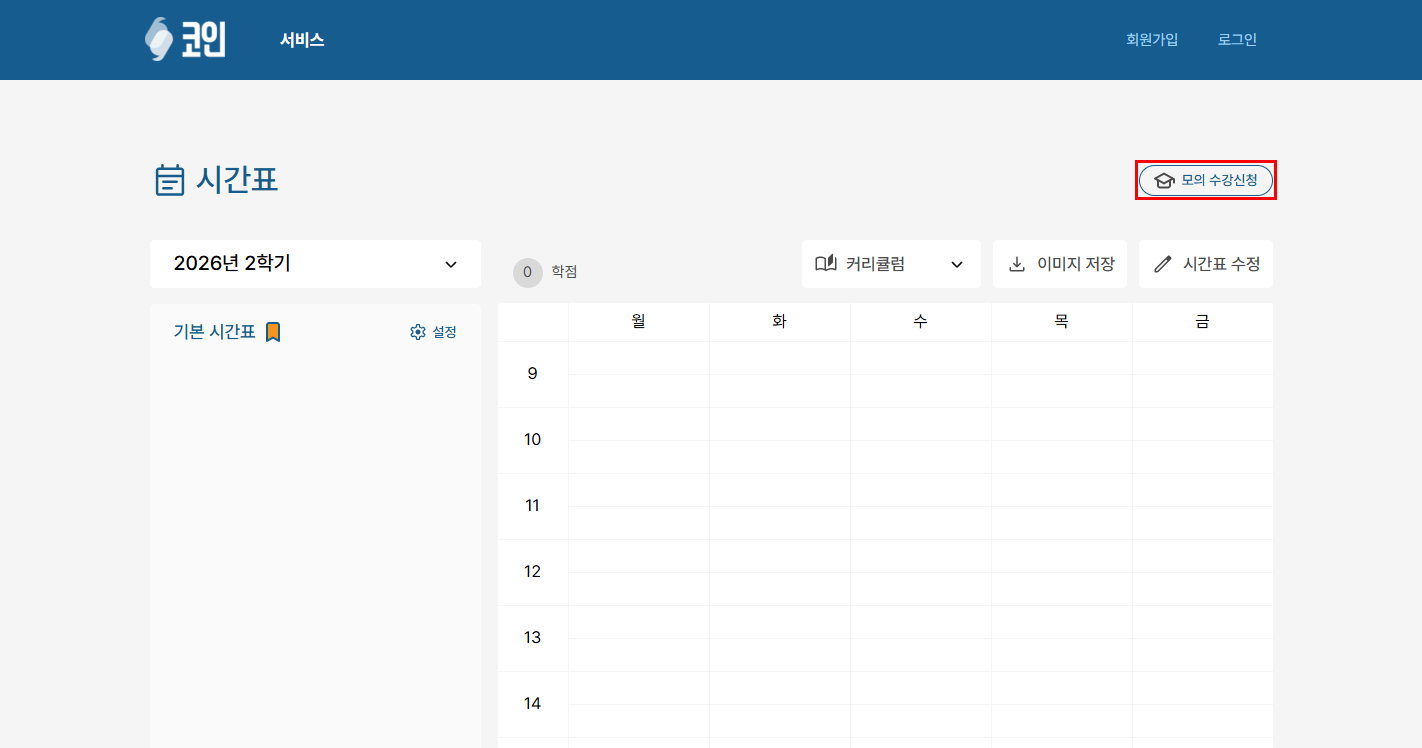 코인
서비스
회원가입
로그인
시간표
모의 수강신청
2026년 2학기
0 학점
커리큘럼
이미지 저장
시간표 수정
기본 시간표
설정
월 화 수 목 금
9
10
11
12
13
14